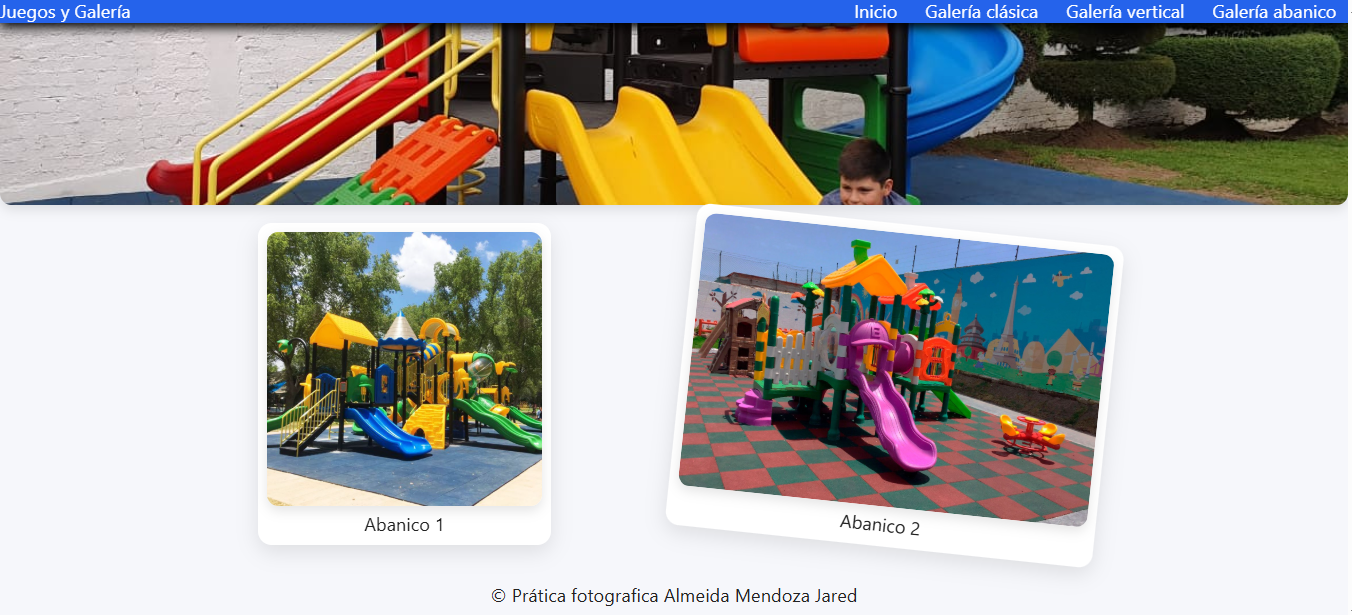 Juegos y Galería
Inicio Galería clásica Galería vertical Galería abanico
Abanico 1
Abanico 2
© Prática fotografica Almeida Mendoza Jared